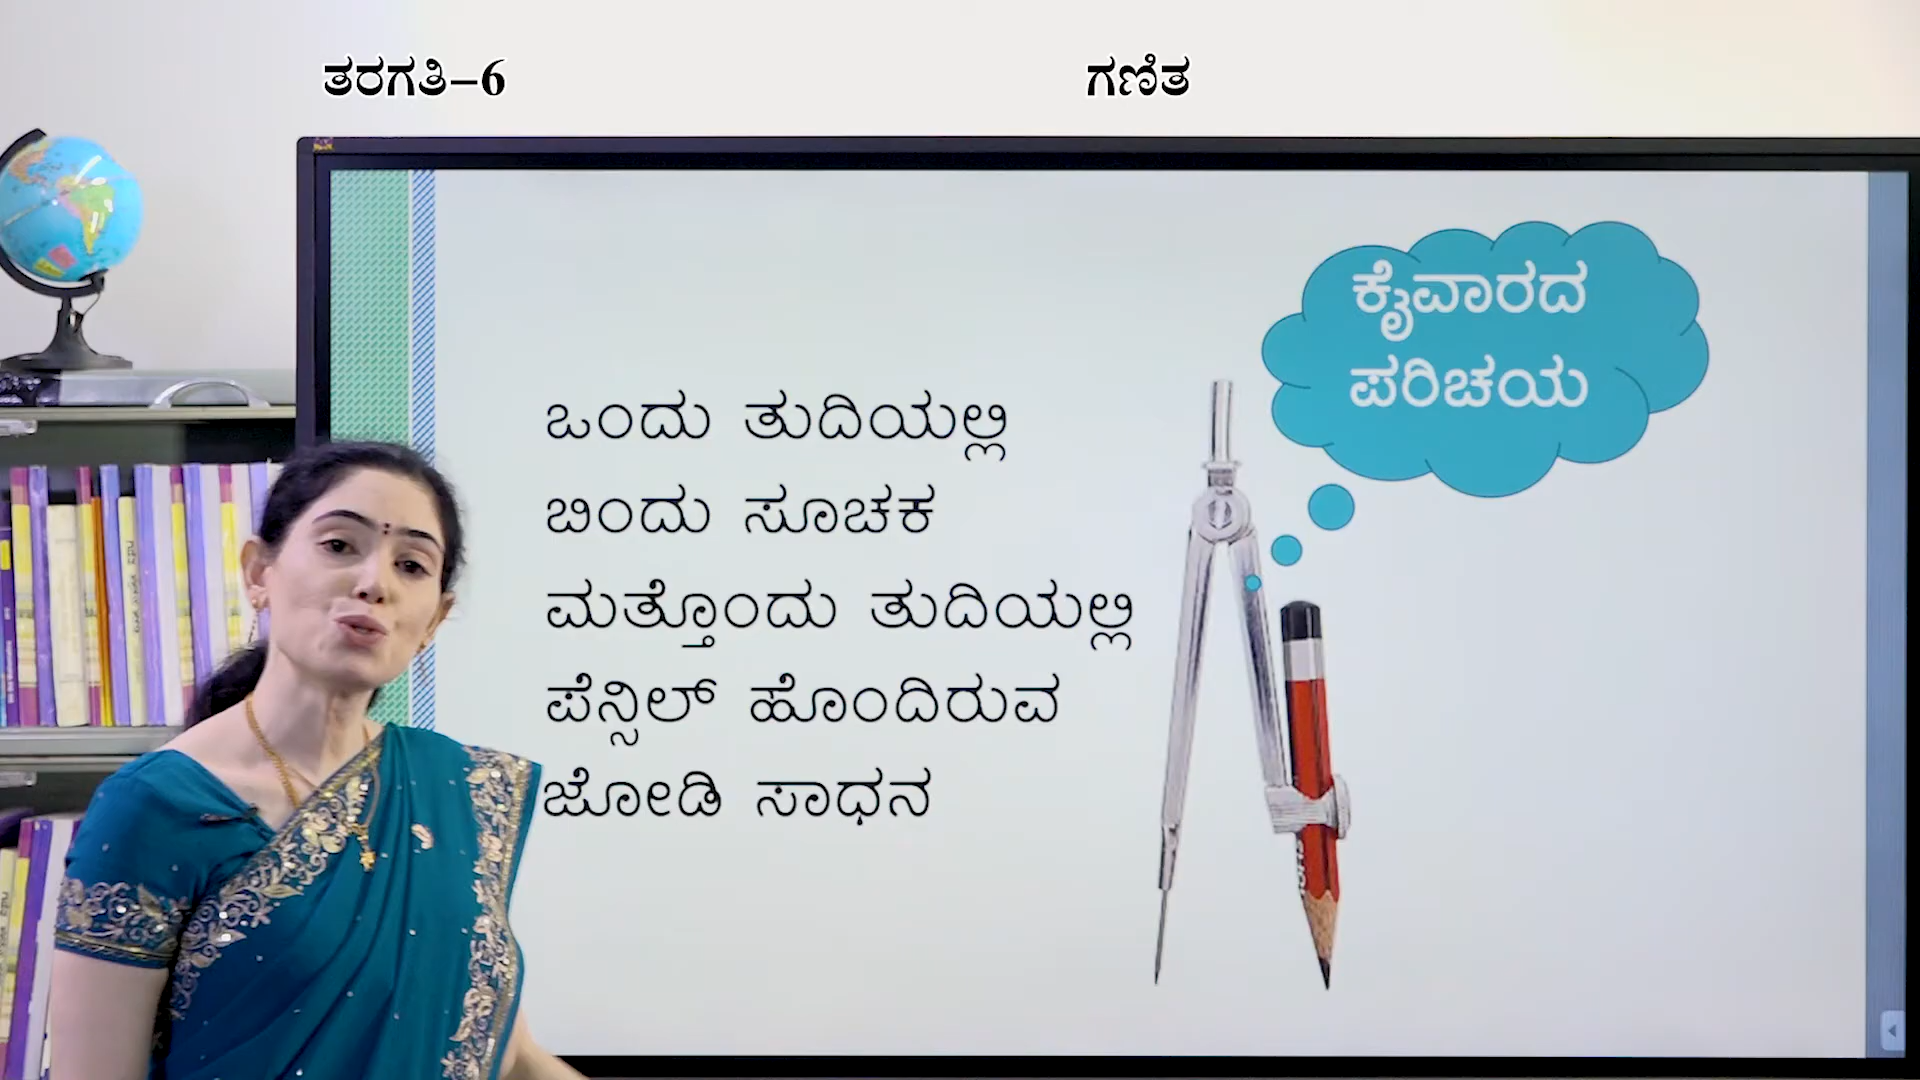 ತರಗತಿ-6
ಗಣಿತ
ಕೈವಾರದ
ಪರಿಚಯ
ಒಂದು ತುದಿಯಲ್ಲಿ
ಬಿಂದು ಸೂಚಕ
ಮತ್ತೊಂದು ತುದಿಯಲ್ಲಿ
ಪೆನ್ಸಿಲ್ ಹೊಂದಿರುವ
ಜೋಡಿ ಸಾಧನ